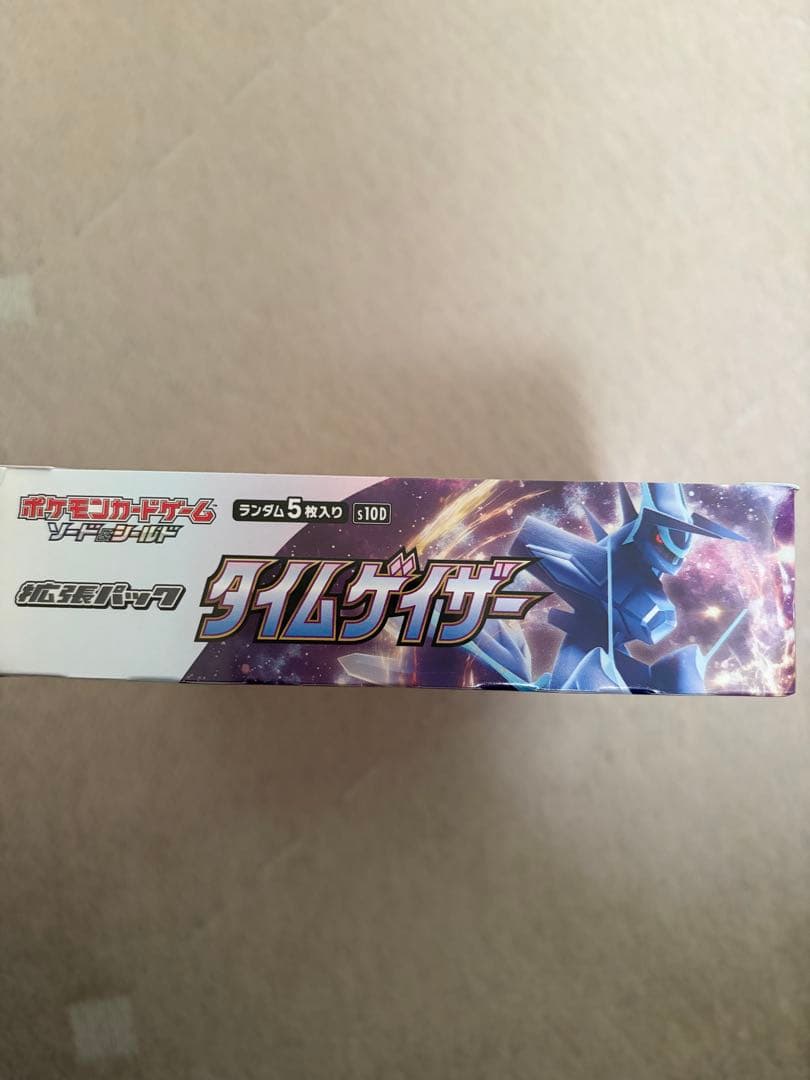 ポケモンカードゲーム
ソード&シールド
ランダム5枚入り s10D
拡張パック
タイムゲイザー